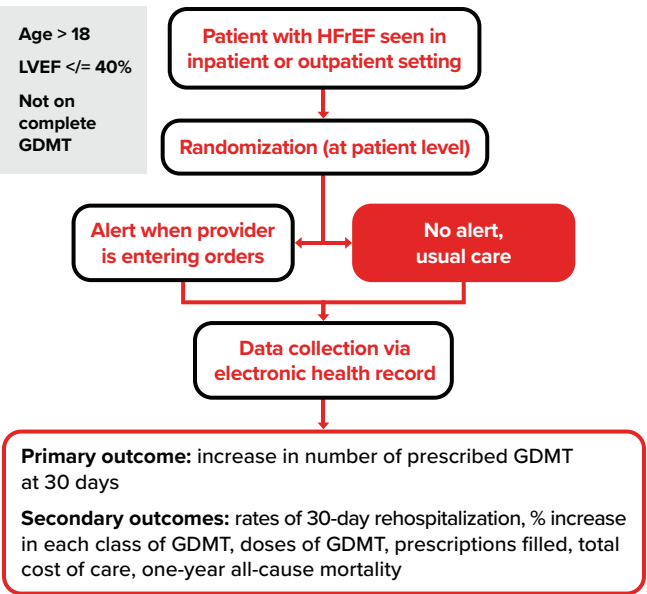 Age > 18
LVEF </= 40%
Not on
complete
GDMT
Patient with HFrEF seen in
inpatient or outpatient setting
Randomization (at patient level)
Alert when provider
is entering orders
No alert,
usual care
Data collection via
electronic health record
Primary outcome: increase in number of prescribed GDMT
at 30 days
Secondary outcomes: rates of 30-day rehospitalization, % increase
in each class of GDMT, doses of GDMT, prescriptions filled, total
cost of care, one-year all-cause mortality